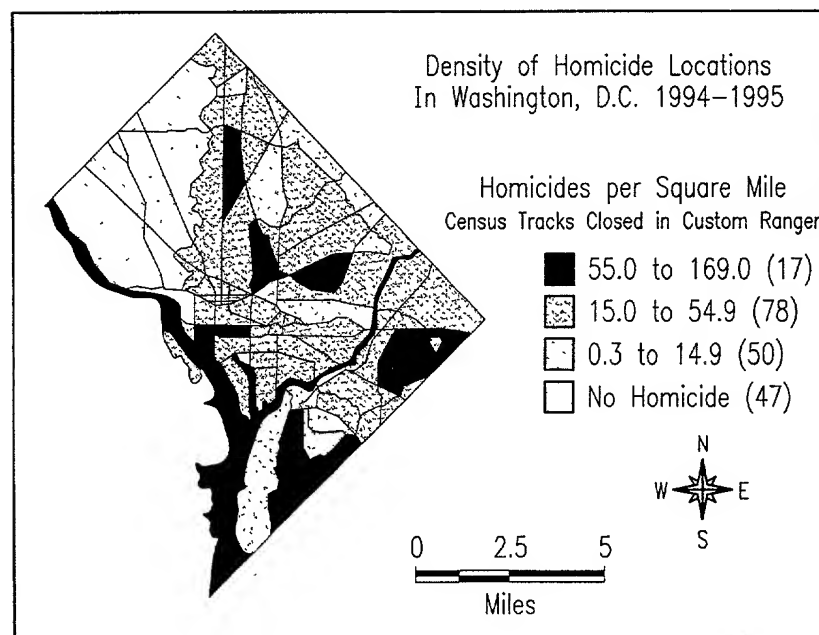 Density of Homicide Locations
In Washington, D.C. 1994–1995
Homicides per Square Mile
Census Tracks Closed in Custom Ranger
55.0 to 169.0 (17)
15.0 to 54.9 (78)
0.3 to 14.9 (50)
No Homicide (47)
N
W E
S
0 2.5 5
Miles